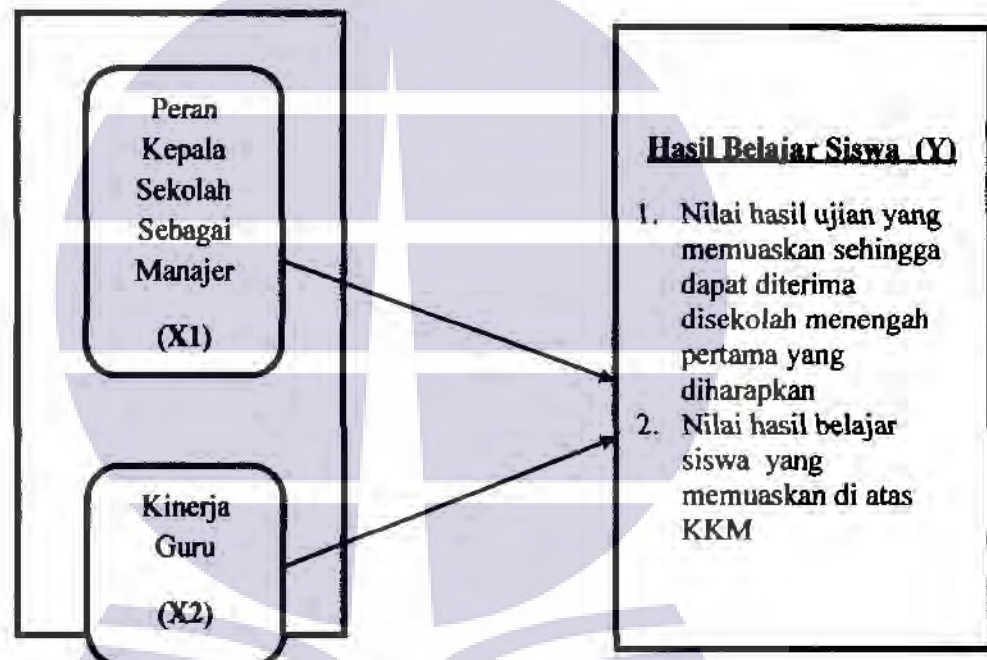 Peran
Kepala
Sekolah
Sebagai
Manajer
(X1)
Kinerja
Guru
(X2)
Hasil Belajar Siswa (Y)
1. Nilai hasil ujian yang
memuaskan sehingga
dapat diterima
disekolah menengah
pertama yang
diharapkan
2. Nilai hasil belajar
siswa yang
memuaskan di atas
KKM